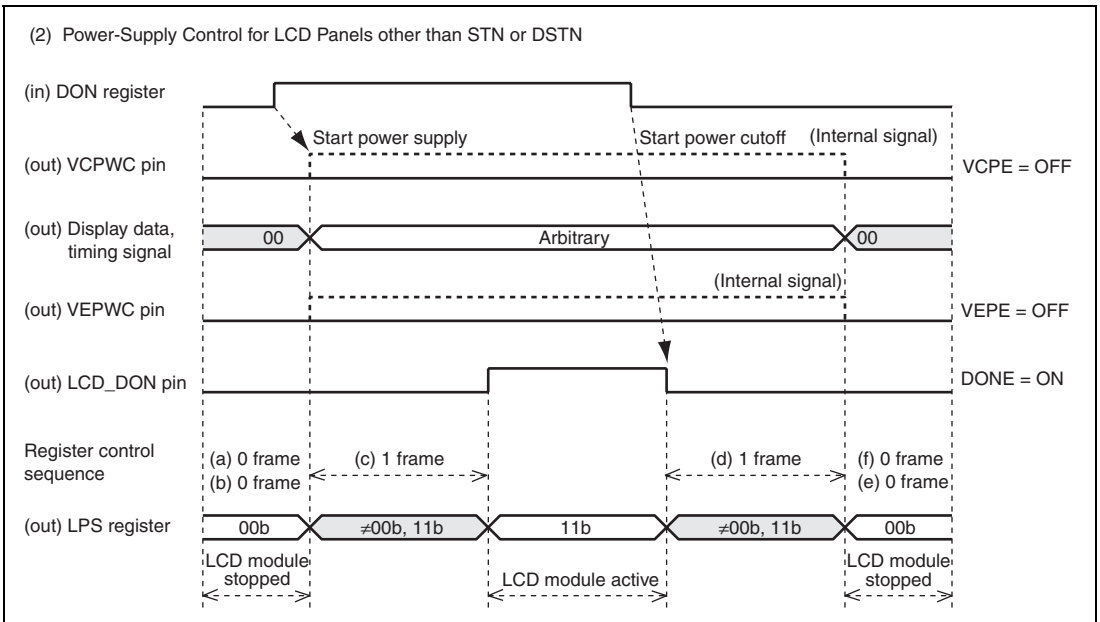 (2) Power-Supply Control for LCD Panels other than STN or DSTN
(in) DON register
Start power supply
Start power cutoff
(Internal signal)
(out) VCPWC pin
VCPE = OFF
(out) Display data,
timing signal
00
Arbitrary
00
(Internal signal)
(out) VEPWC pin
VEPE = OFF
(out) LCD_DON pin
DONE = ON
Register control
sequence
(a) 0 frame
(b) 0 frame
(c) 1 frame
(d) 1 frame
(f) 0 frame
(e) 0 frame
(out) LPS register
00b
≠00b, 11b
11b
≠00b, 11b
00b
LCD module
stopped
LCD module active
LCD module
stopped